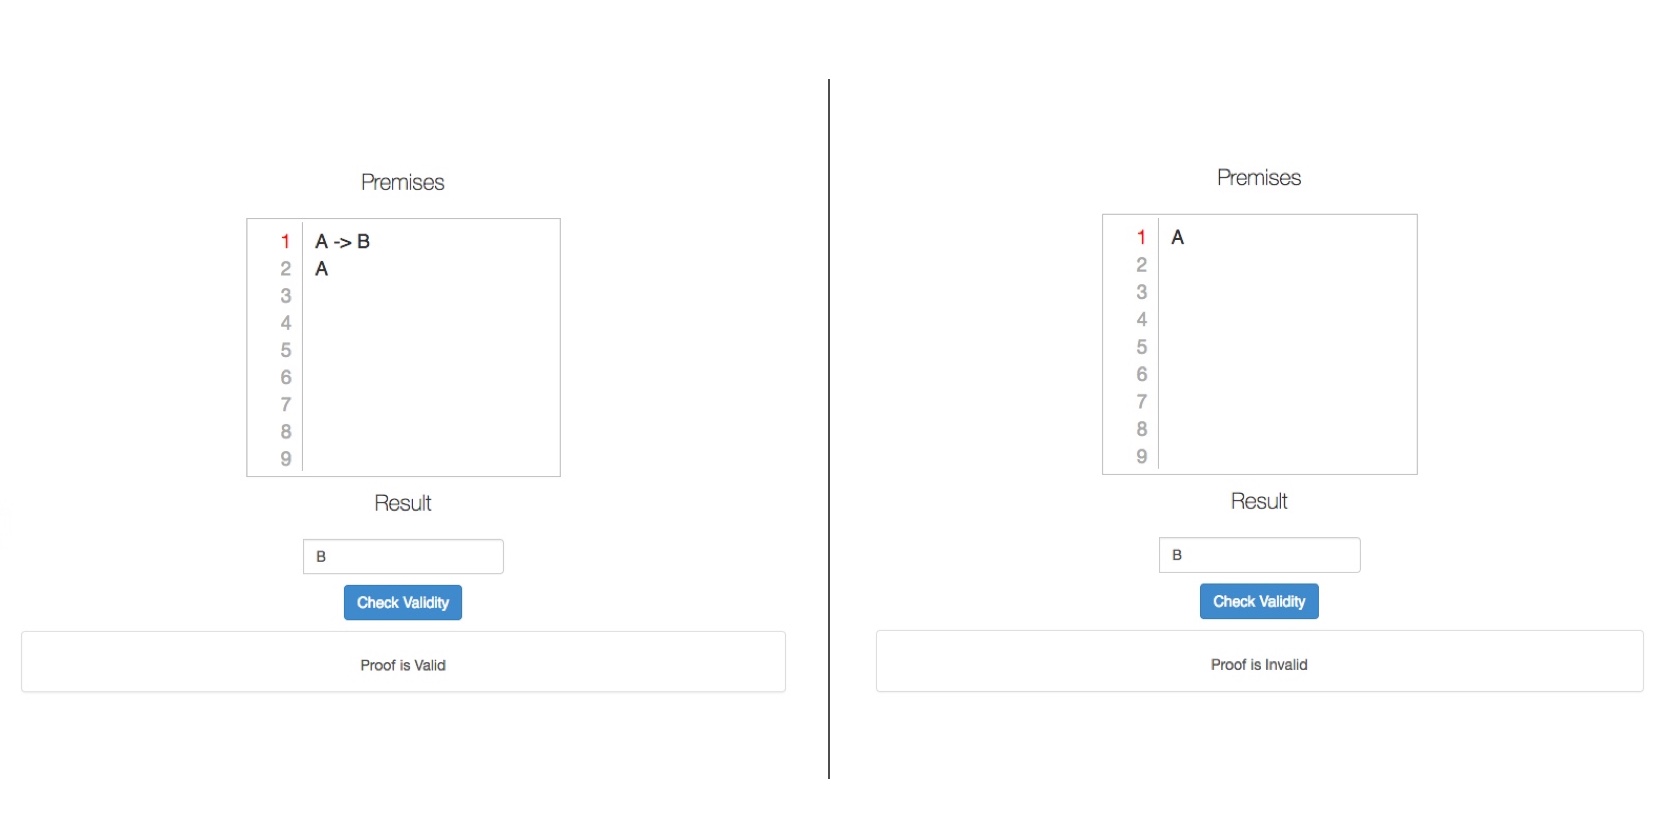 Premises
1 A -> B
2 A
3
4
5
6
7
8
9
Result
B
Check Validity
Proof is Valid
Premises
1 A
2
3
4
5
6
7
8
9
Result
B
Check Validity
Proof is Invalid